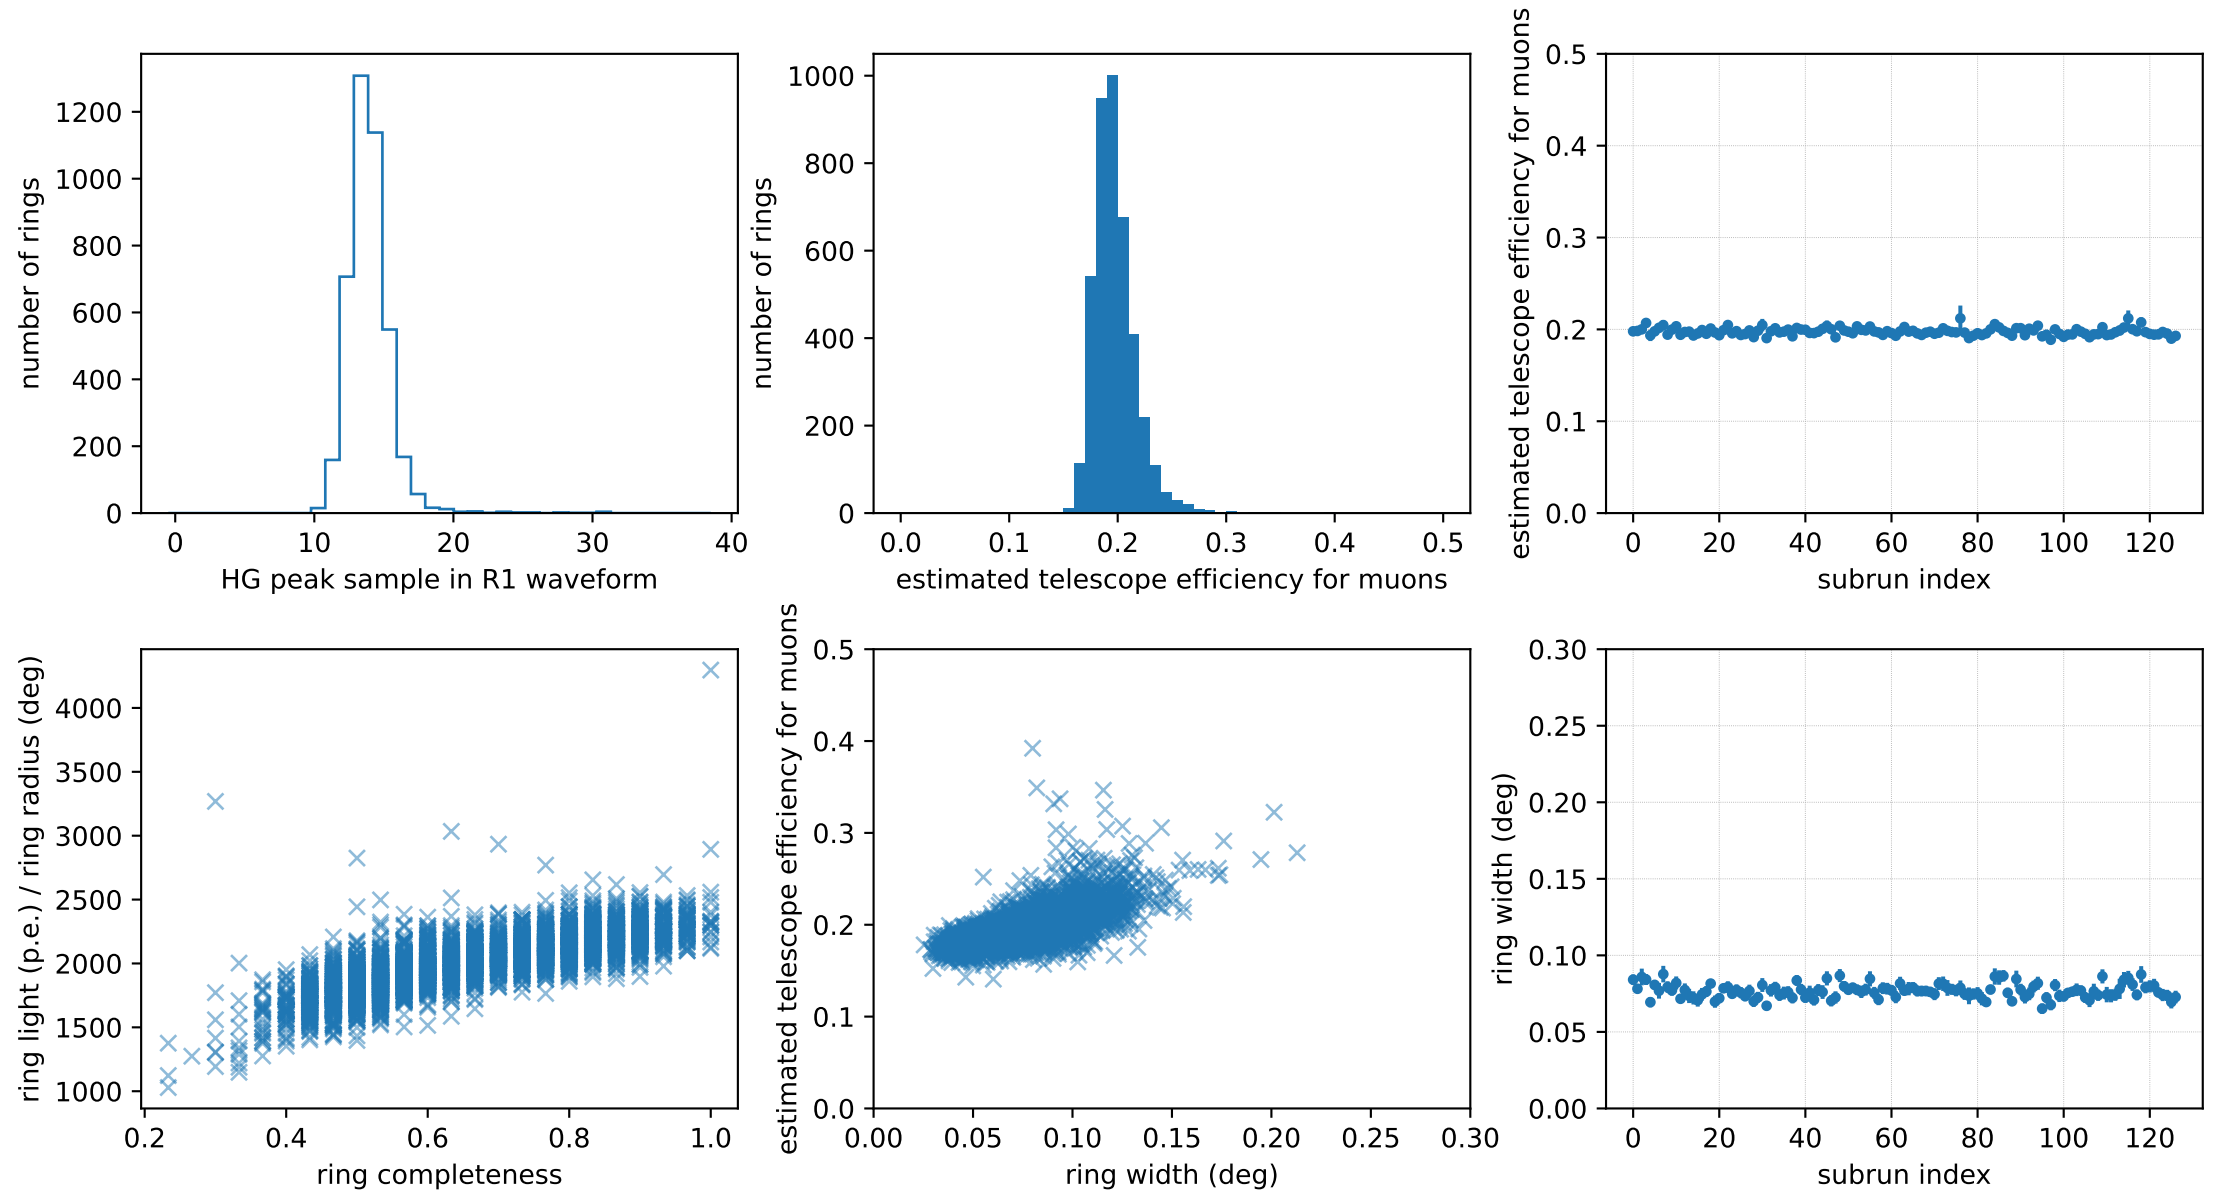 number of rings
1200
1000
800
600
400
200
0
0 10 20 30 40
HG peak sample in R1 waveform
number of rings
1000
800
600
400
200
0
0.0 0.1 0.2 0.3 0.4 0.5
estimated telescope efficiency for muons
estimated telescope efficiency for muons
0.5
0.4
0.3
0.2
0.1
0.0
0 20 40 60 80 100 120
subrun index
ring light (p.e.) / ring radius (deg)
4000
3500
3000
2500
2000
1500
1000
0.2 0.4 0.6 0.8 1.0
ring completeness
estimated telescope efficiency for muons
0.5
0.4
0.3
0.2
0.1
0.0
0.00 0.05 0.10 0.15 0.20 0.25 0.30
ring width (deg)
ring width (deg)
0.30
0.25
0.20
0.15
0.10
0.05
0.00
0 20 40 60 80 100 120
subrun index